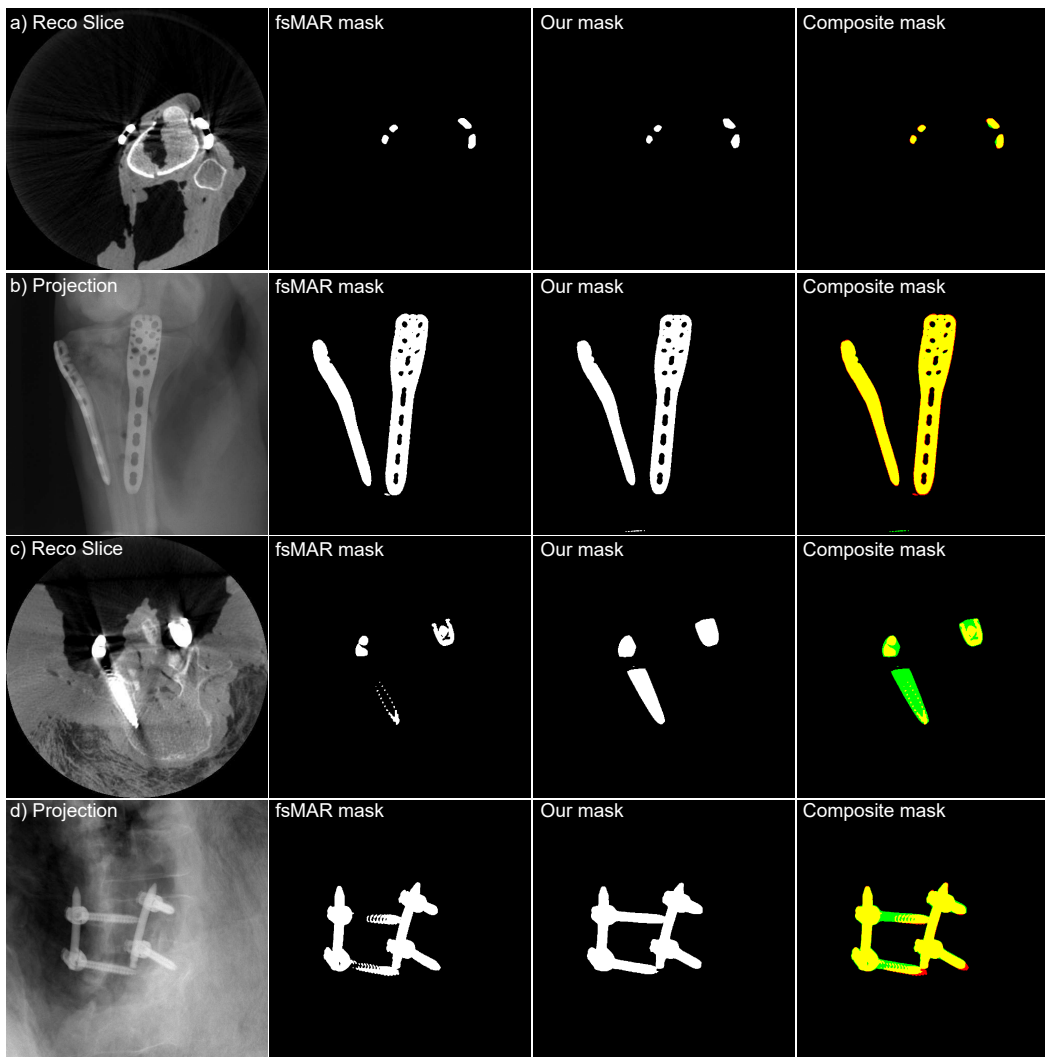 a) Reco Slice
fsMAR mask
Our mask
Composite mask
b) Projection
fsMAR mask
Our mask
Composite mask
c) Reco Slice
fsMAR mask
Our mask
Composite mask
d) Projection
fsMAR mask
Our mask
Composite mask